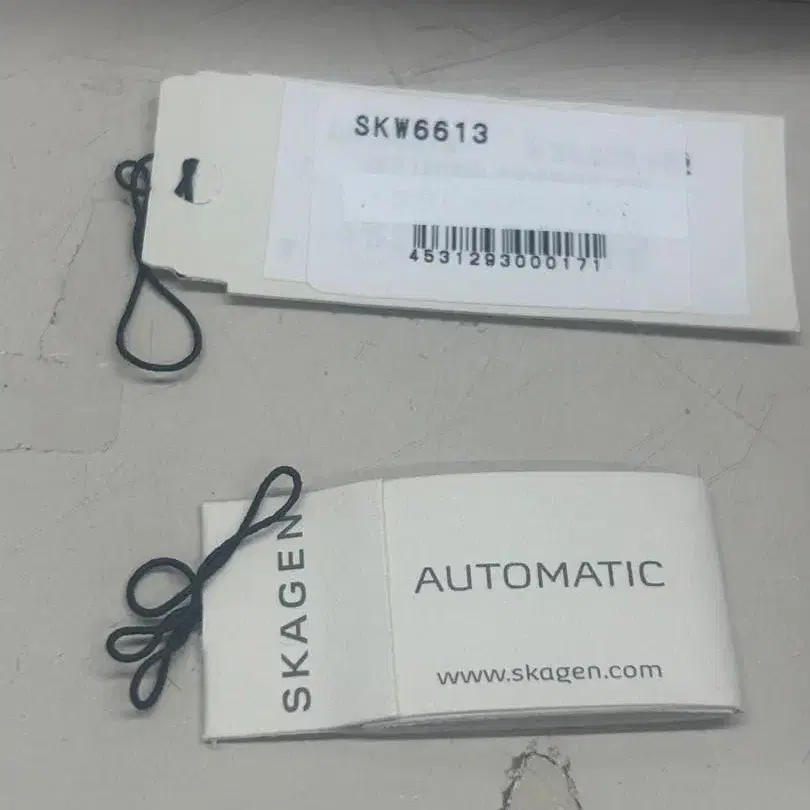 SKW6613
4531293000171
SKAGEN
AUTOMATIC
www.skagen.com